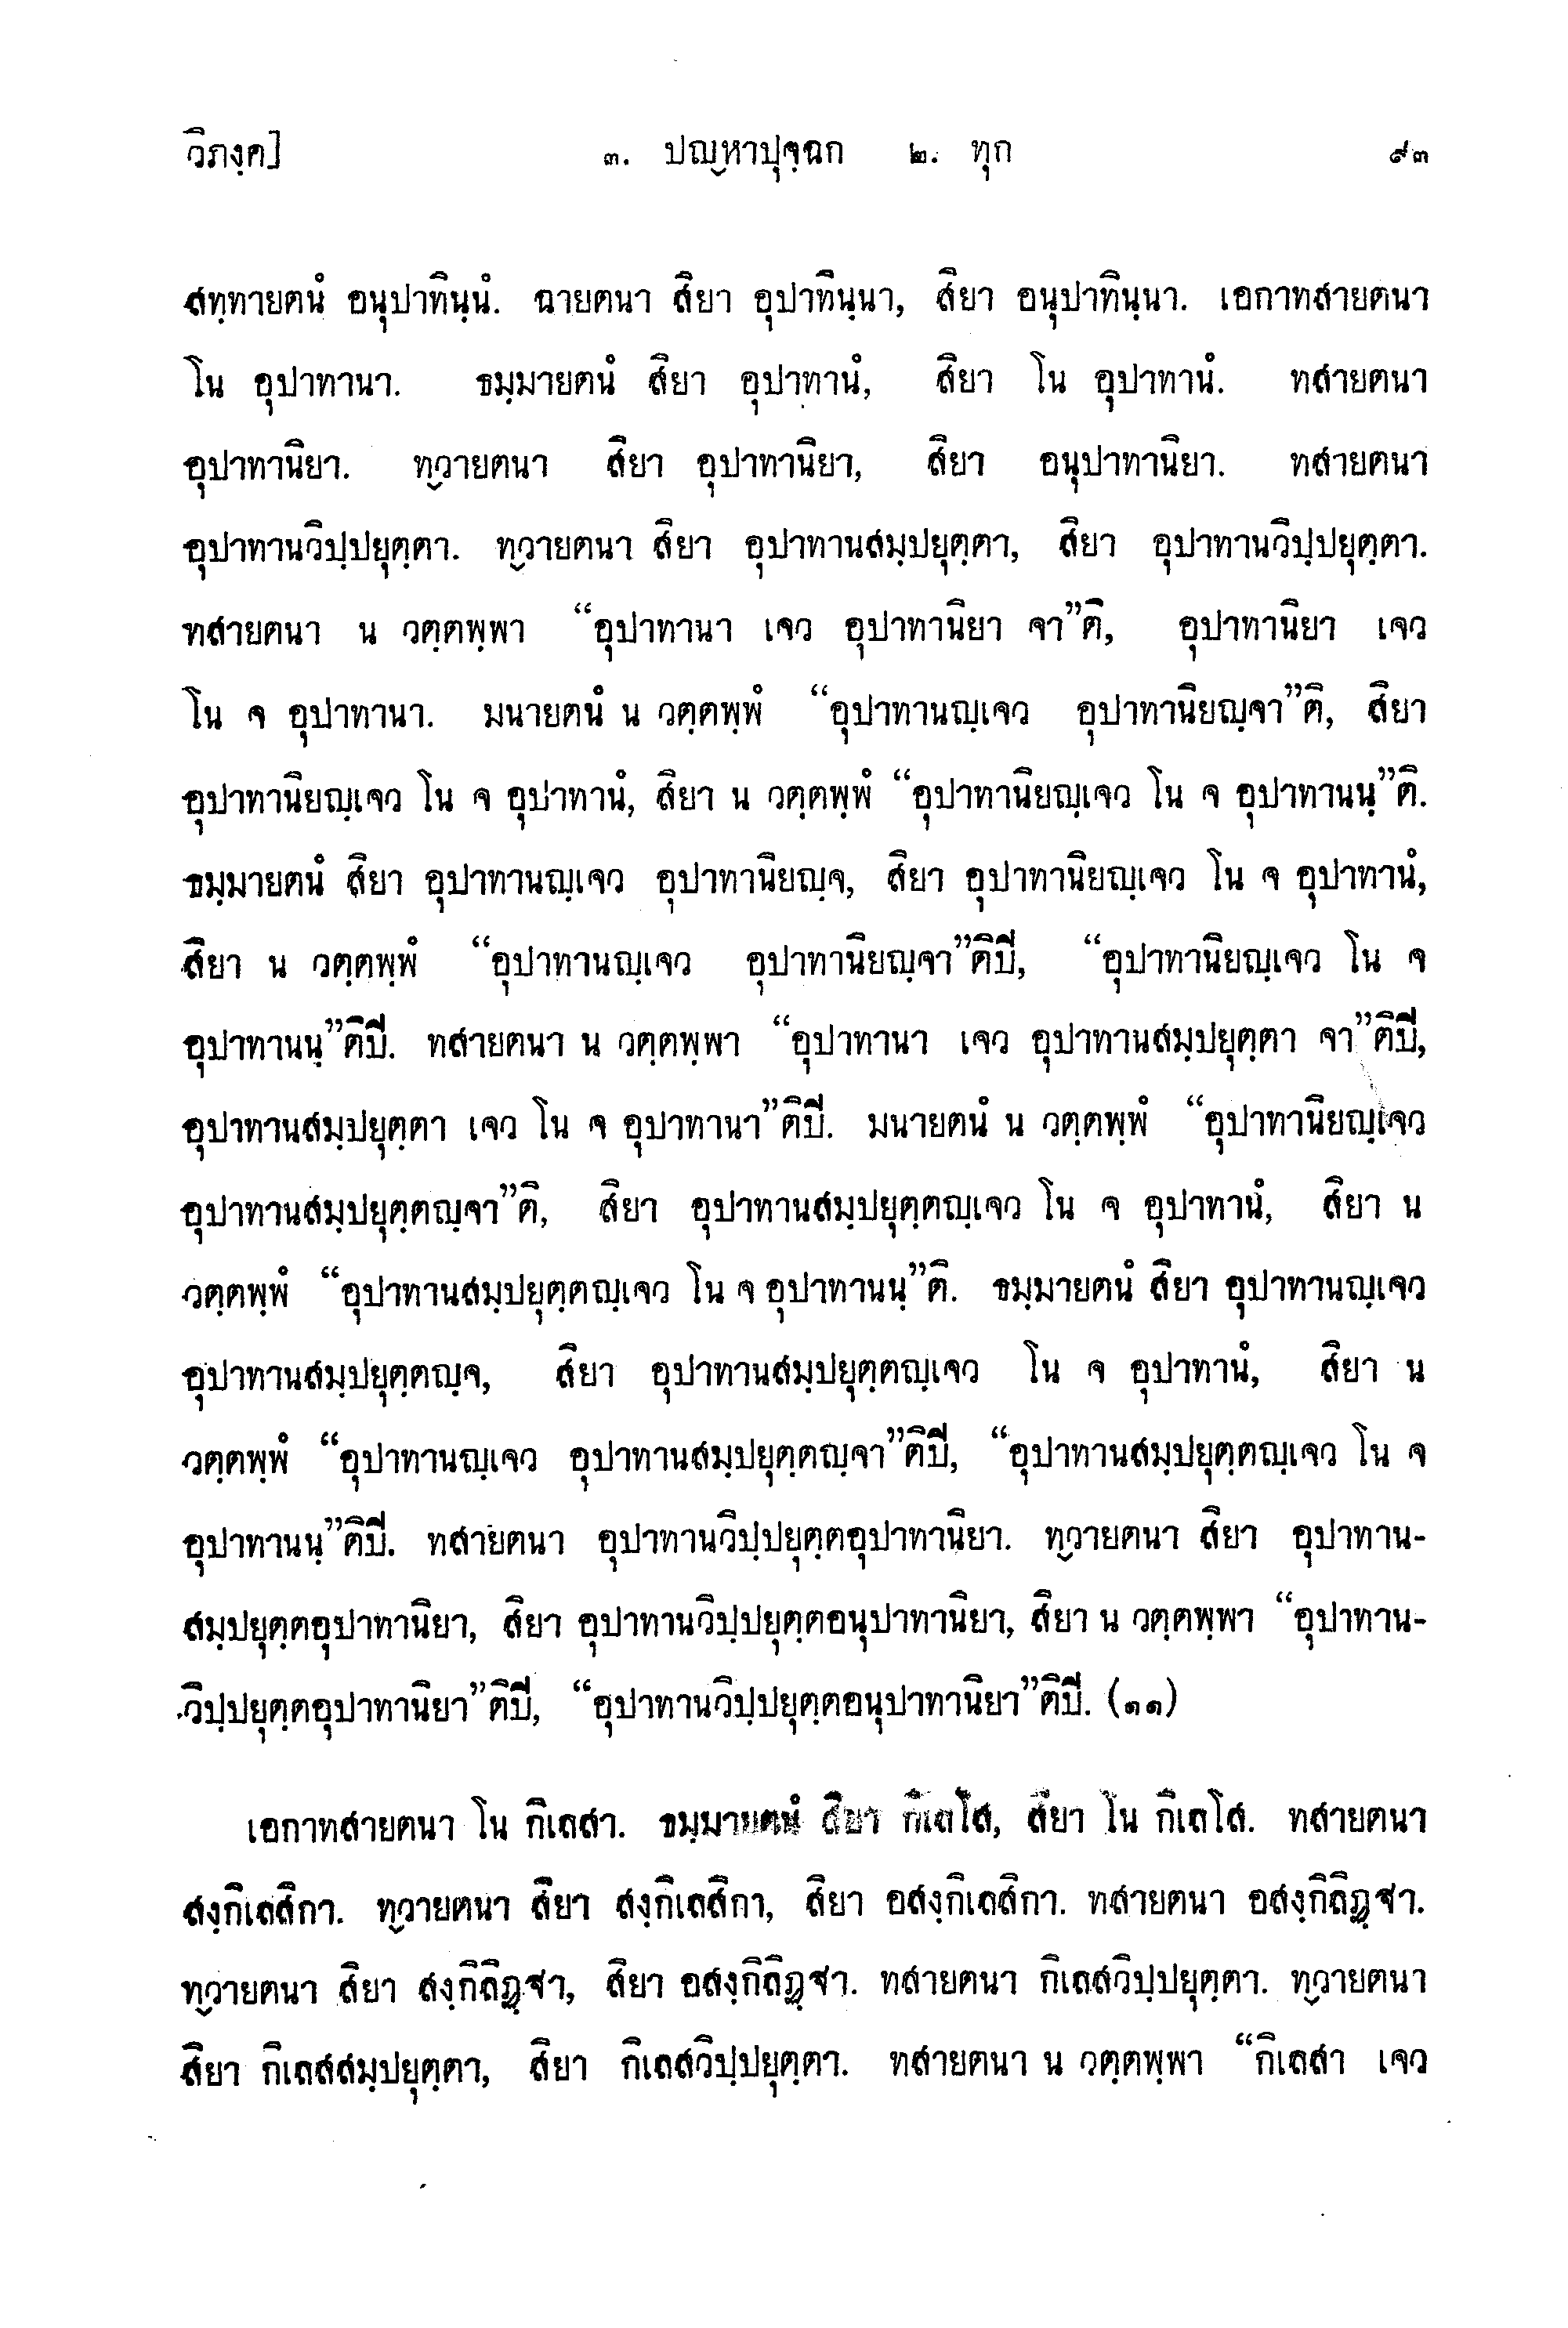 วิภงฺค]   ๓. ปญฺหาปุจฺฉก   ๒. ทุก   ๙๓
สทฺทายตนํ อนุปาทินฺนํ. ฉายตนา สิยา อุปาทินฺนา, สิยา อนุปาทินฺนา. เอกาทสายตนา
โน อุปาทานา. ธมฺมายตนํ สิยา อุปาทานํ, สิยา โน อุปาทานํ. ทสายตนา
อุปาทานิยา. ทฺวายตนา สิยา อุปาทานิยา, สิยา อนุปาทานิยา. ทสายตนา
อุปาทานวิปฺปยุตฺตา. ทฺวายตนา สิยา อุปาทานสมฺปยุตฺตา, สิยา อุปาทานวิปฺปยุตฺตา.
ทสายตนา น วตฺตพฺพา “อุปาทานา เจว อุปาทานิยา จา”ติ, อุปาทานิยา เจว
โน จ อุปาทานา. มนายตนํ น วตฺตพฺพํ “อุปาทานญฺเจว อุปาทานิยญฺจา”ติ, สิยา
อุปาทานิยญฺเจว โน จ อุปาทานํ, สิยา น วตฺตพฺพํ “อุปาทานิยญฺเจว โน จ อุปาทานนฺ”ติ.
ธมฺมายตนํ สิยา อุปาทานญฺเจว อุปาทานิยญฺจ, สิยา อุปาทานิยญฺเจว โน จ อุปาทานํ,
สิยา น วตฺตพฺพํ “อุปาทานญฺเจว อุปาทานิยญฺจา”ติปี, “อุปาทานิยญฺเจว โน จ
อุปาทานนฺ”ติปี. ทสายตนา น วตฺตพฺพา “อุปาทานา เจว อุปาทานสมฺปยุตฺตา จา”ติปี,
อุปาทานสมฺปยุตฺตา เจว โน จ อุปาทานา”ติปี. มนายตนํ น วตฺตพฺพํ “อุปาทานิยญฺเจว
อุปาทานสมฺปยุตฺตญฺจา”ติ, สิยา อุปาทานสมฺปยุตฺตญฺเจว โน จ อุปาทานํ, สิยา น
วตฺตพฺพํ “อุปาทานสมฺปยุตฺตญฺเจว โน จ อุปาทานนฺ”ติ. ธมฺมายตนํ สิยา อุปาทานญฺเจว
อุปาทานสมฺปยุตฺตญฺจ, สิยา อุปาทานสมฺปยุตฺตญฺเจว โน จ อุปาทานํ, สิยา น
วตฺตพฺพํ “อุปาทานญฺเจว อุปาทานสมฺปยุตฺตญฺจา”ติปี, “อุปาทานสมฺปยุตฺตญฺเจว โน จ
อุปาทานนฺ”ติปี. ทสายตนา อุปาทานวิปฺปยุตฺตอุปาทานิยา. ทฺวายตนา สิยา อุปาทาน-
สมฺปยุตฺตอุปาทานิยา, สิยา อุปาทานวิปฺปยุตฺตอนุปาทานิยา, สิยา น วตฺตพฺพา “อุปาทาน-
วิปฺปยุตฺตอุปาทานิยา”ติปี, “อุปาทานวิปฺปยุตฺตอนุปาทานิยา”ติปี. (๑๑)
เอกาทสายตนา โน กิเลสา. ธมฺมายตนํ สิยา กิเลโส, สิยา โน กิเลโส. ทสายตนา
สงฺกิเลสิกา. ทฺวายตนา สิยา สงฺกิเลสิกา, สิยา อสงฺกิเลสิกา. ทสายตนา อสงฺกิลิฏฺฐา.
ทฺวายตนา สิยา สงฺกิลิฏฺฐา, สิยา อสงฺกิลิฏฺฐา. ทสายตนา กิเลสวิปฺปยุตฺตา. ทฺวายตนา
สิยา กิเลสสมฺปยุตฺตา, สิยา กิเลสวิปฺปยุตฺตา. ทสายตนา น วตฺตพฺพา “กิเลสา เจว